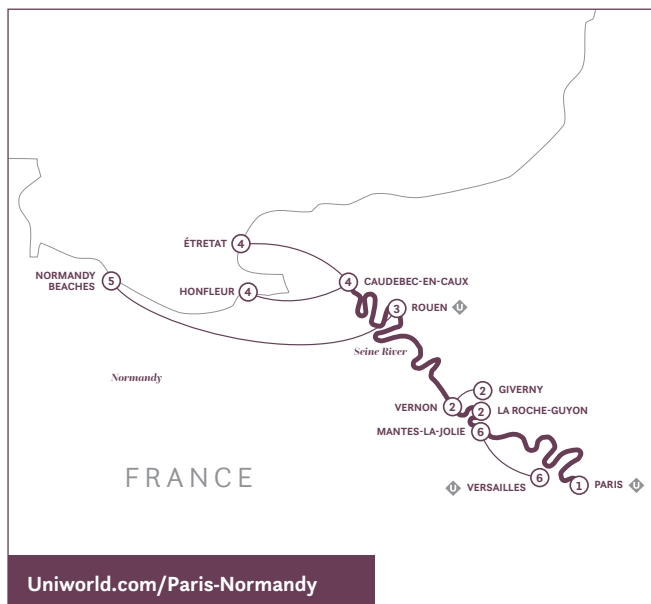 ÉTRETAT
4
NORMANDY
BEACHES
5
HONFLEUR
4
4
CAUDEBEC-EN-CAUX
3
ROUEN
U
Seine River
Normandy
2
GIVERNY
VERNON
2
2
LA ROCHE-GUYON
MANTES-LA-JOLIE
6
FRANCE
U
VERSAILLES
6
1
PARIS
U
Uniworld.com/Paris-Normandy